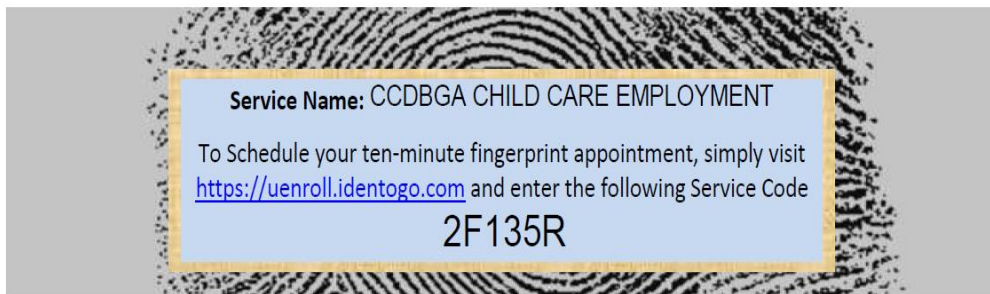 Service Name: CCDBGA CHILD CARE EMPLOYMENT
To Schedule your ten-minute fingerprint appointment, simply visit
https://uenroll.identogo.com and enter the following Service Code
2F135R